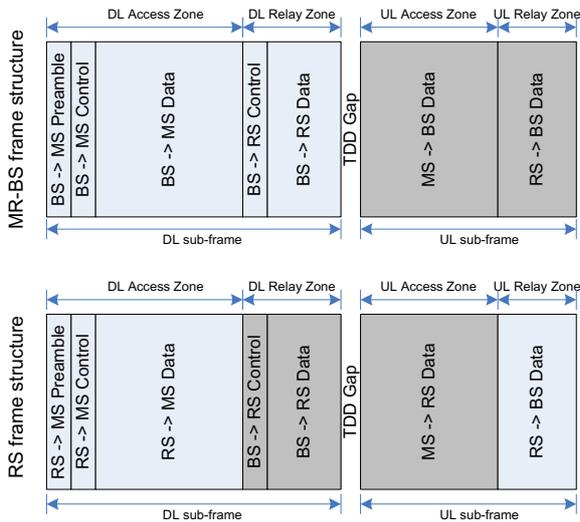 DL Access Zone
DL Relay Zone
UL Access Zone
UL Relay Zone
MR-BS frame structure
BS -> MS Preamble
BS -> MS Control
BS -> MS Data
BS -> RS Control
BS -> RS Data
TDD Gap
MS -> BS Data
RS -> BS Data
DL sub-frame
UL sub-frame
DL Access Zone
DL Relay Zone
UL Access Zone
UL Relay Zone
RS frame structure
RS -> MS Preamble
RS -> MS Control
RS -> MS Data
BS -> RS Control
BS -> RS Data
TDD Gap
MS -> RS Data
RS -> BS Data
DL sub-frame
UL sub-frame